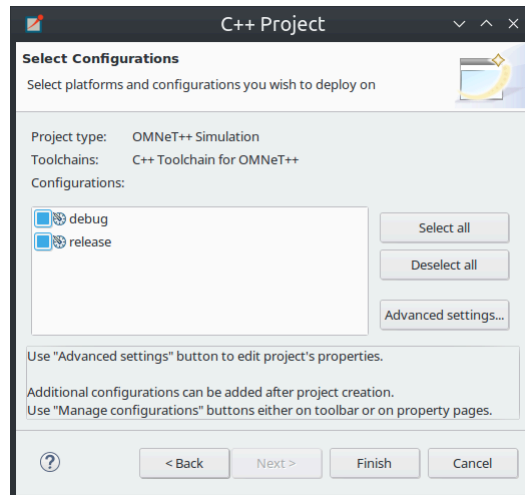 C++ Project
Select Configurations
Select platforms and configurations you wish to deploy on
Project type: OMNeT++ Simulation
Toolchains: C++ Toolchain for OMNeT++
Configurations:
debug
release
Select all
Deselect all
Advanced settings...
Use "Advanced settings" button to edit project's properties.
Additional configurations can be added after project creation.
Use "Manage configurations" buttons either on toolbar or on property pages.
? < Back Next > Finish Cancel